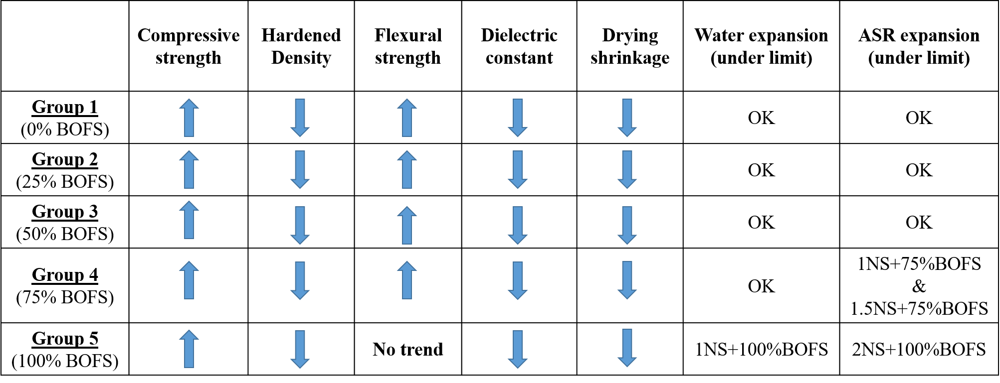 Compressive
strength
Hardened
Density
Flexural
strength
Dielectric
constant
Drying
shrinkage
Water expansion
(under limit)
ASR expansion
(under limit)
Group 1
(0% BOFS)
OK
OK
Group 2
(25% BOFS)
OK
OK
Group 3
(50% BOFS)
OK
OK
Group 4
(75% BOFS)
OK
1NS+75%BOFS
&
1.5NS+75%BOFS
Group 5
(100% BOFS)
No trend
1NS+100%BOFS
2NS+100%BOFS